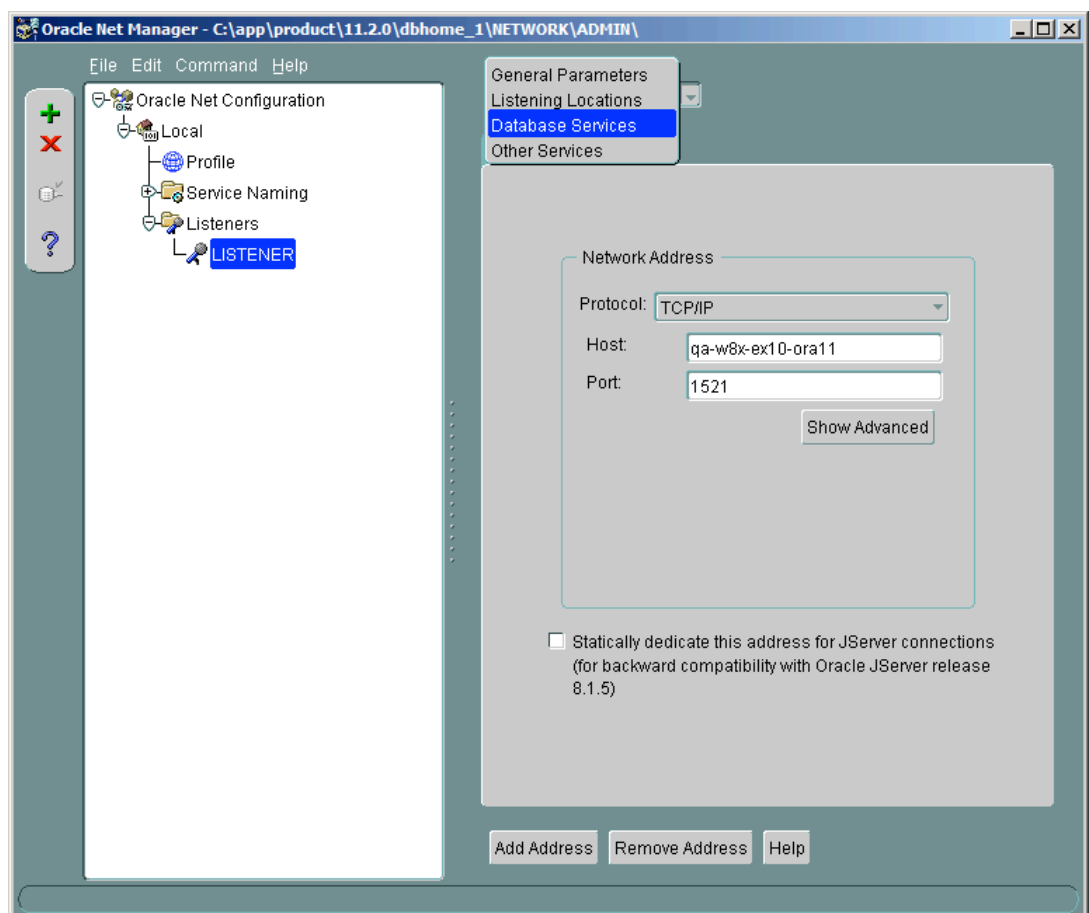 Oracle Net Manager - C:\app\product\11.2.0\dbhome_1\NETWORK\ADMIN\
File Edit Command Help
Oracle Net Configuration
Local
Profile
Service Naming
Listeners
LISTENER
General Parameters
Listening Locations
Database Services
Other Services
Network Address
Protocol: TCP/IP
Host: qa-w8x-ex10-ora11
Port: 1521
Show Advanced
Statically dedicate this address for JServer connections
(for backward compatibility with Oracle JServer release
8.1.5)
Add Address Remove Address Help